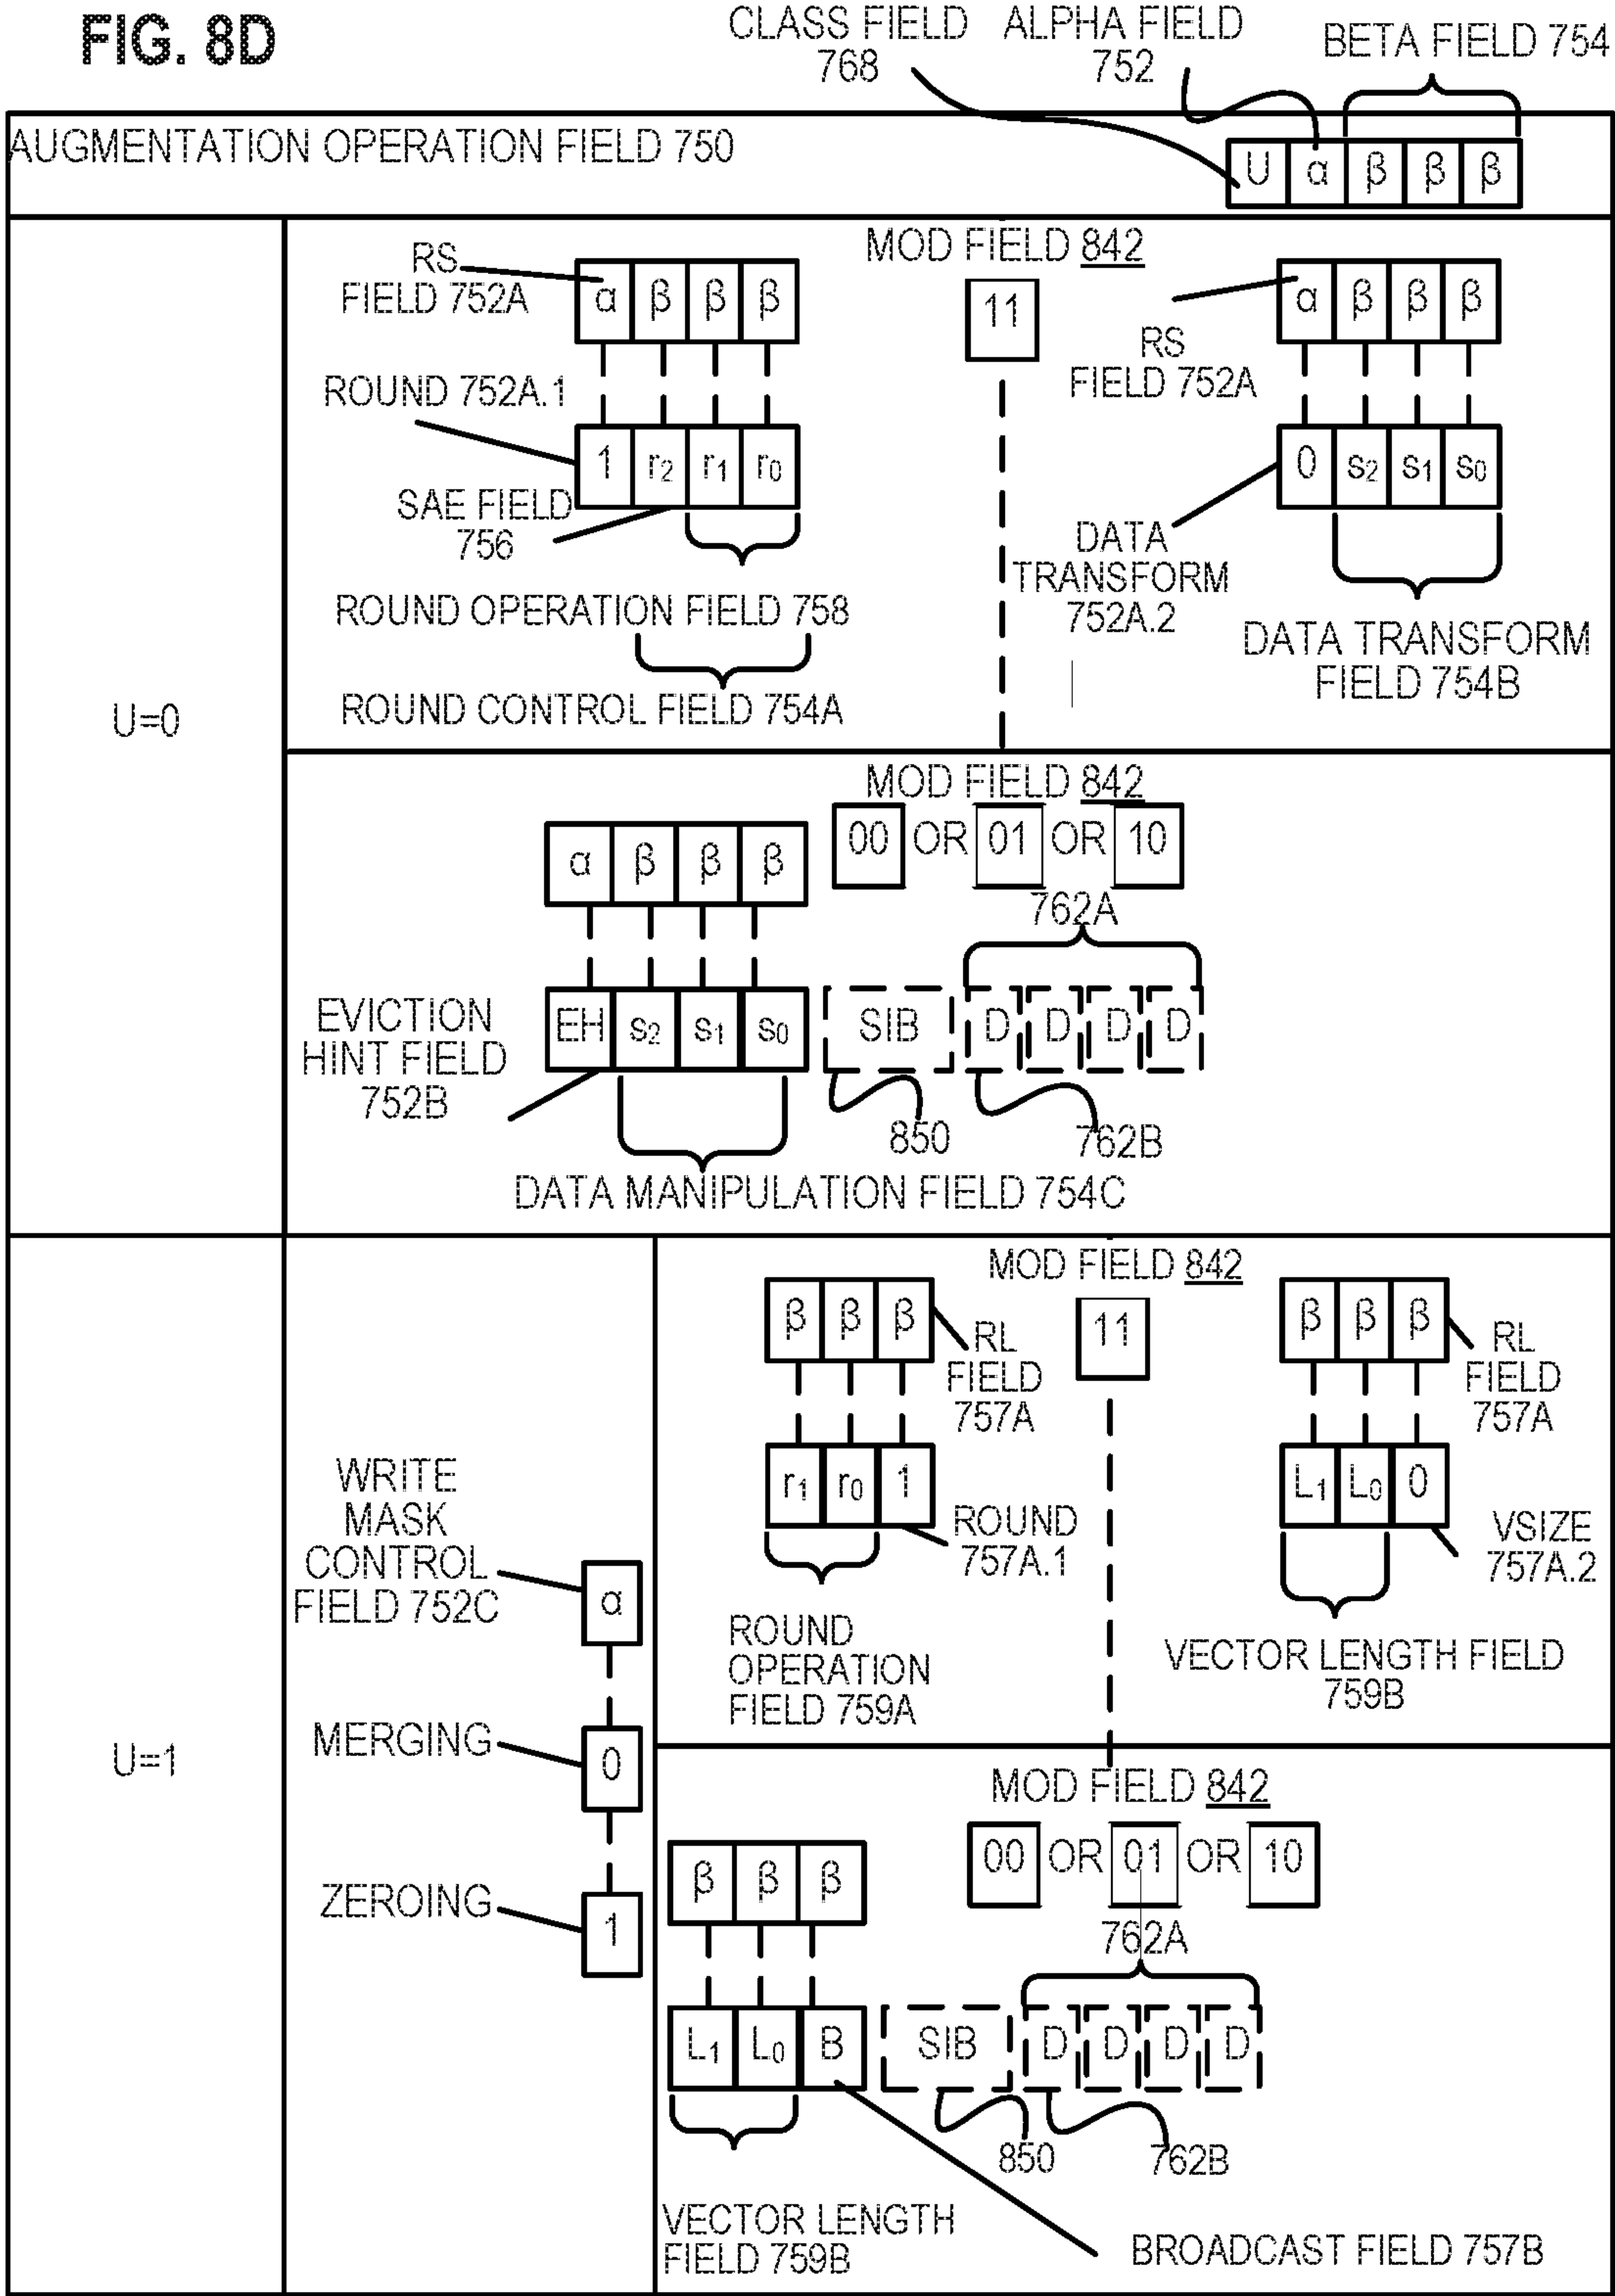 FIG. 8D
CLASS FIELD
768
ALPHA FIELD
752
BETA FIELD 754
AUGMENTATION OPERATION FIELD 750
U α β β β
U=0
MOD FIELD 842
11
RS
FIELD 752A
α β β β
ROUND 752A.1
1 r2 r1 r0
SAE FIELD
756
ROUND OPERATION FIELD 758
ROUND CONTROL FIELD 754A
α β β β
RS
FIELD 752A
0 s2 s1 s0
DATA
TRANSFORM
752A.2
DATA TRANSFORM
FIELD 754B
MOD FIELD 842
00 OR 01 OR 10
α β β β
762A
EVICTION
HINT FIELD
752B
EH s2 s1 s0 SIB D D D D
850
762B
DATA MANIPULATION FIELD 754C
U=1
WRITE
MASK
CONTROL
FIELD 752C
α
MERGING
0
ZEROING
1
MOD FIELD 842
11
β β β
RL
FIELD
757A
r1 r0 1
ROUND
757A.1
ROUND
OPERATION
FIELD 759A
β β β
RL
FIELD
757A
L1 L0 0
VSIZE
757A.2
VECTOR LENGTH FIELD
759B
MOD FIELD 842
00 OR 01 OR 10
β β β
762A
L1 L0 B SIB D D D D
850
762B
VECTOR LENGTH
FIELD 759B
BROADCAST FIELD 757B